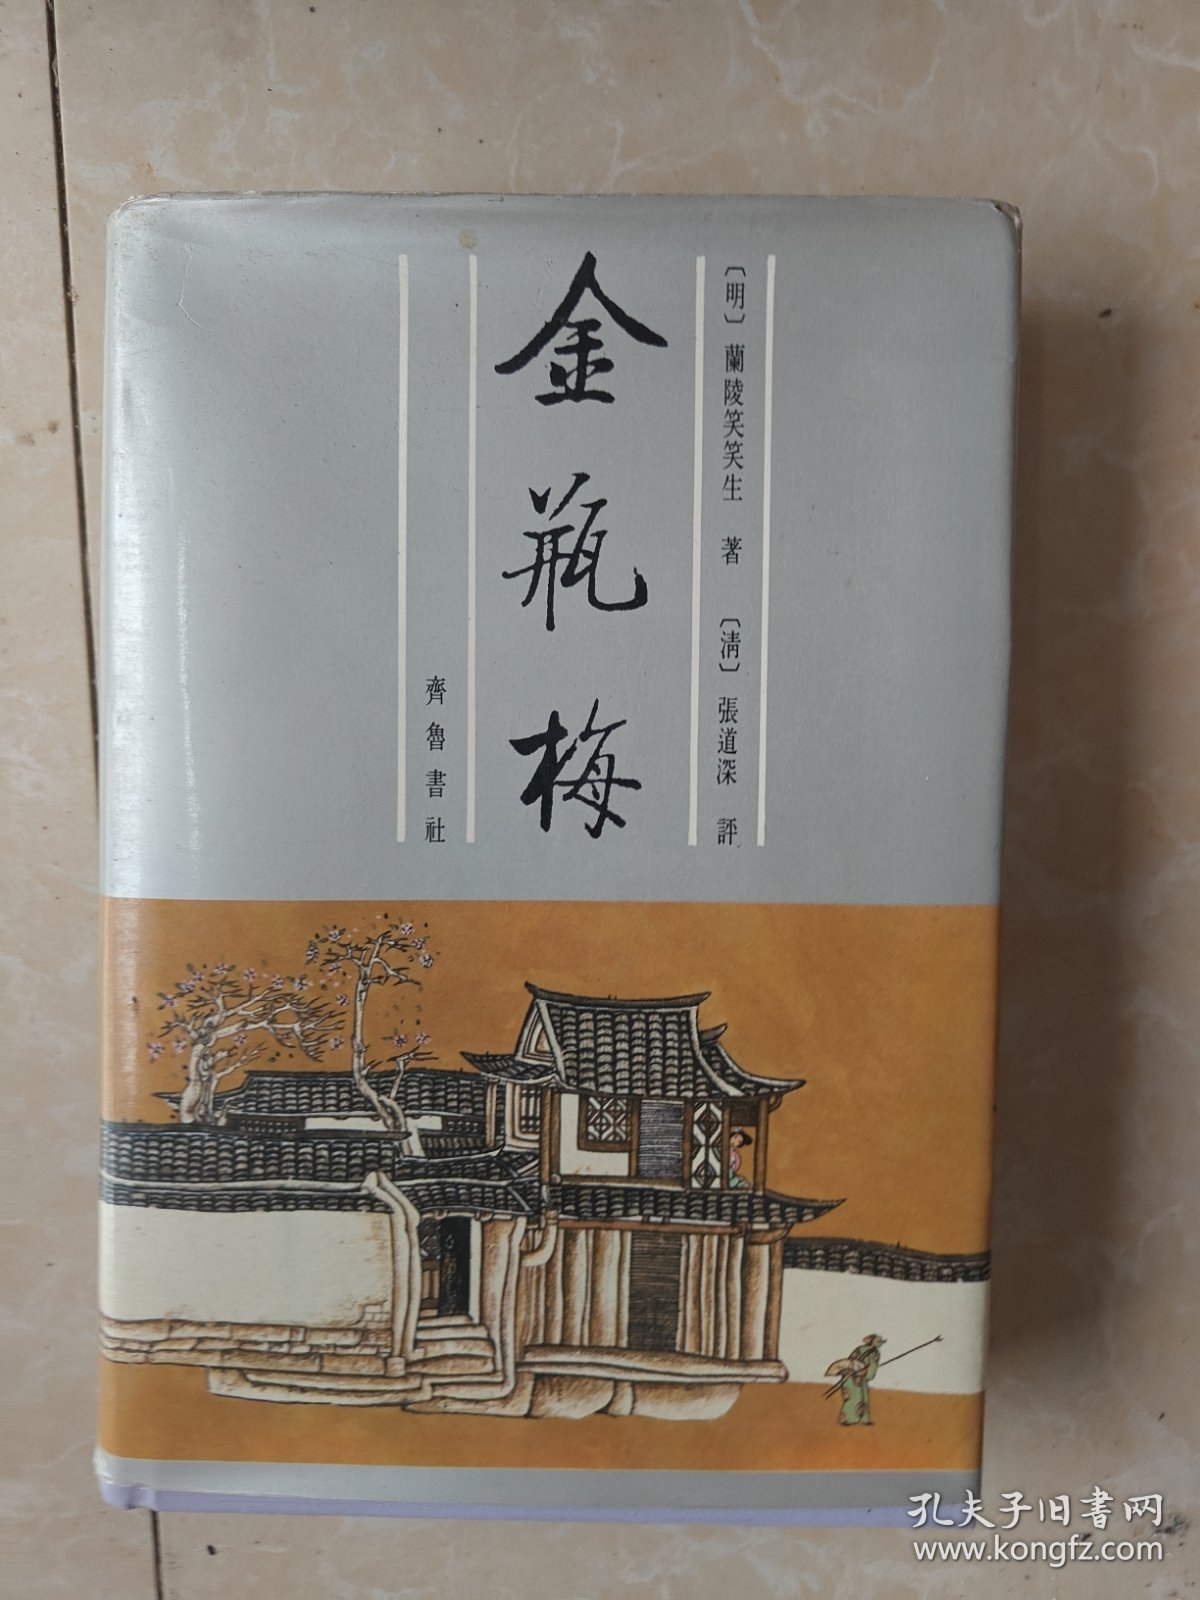 〔明〕蘭陵笑笑生 著 〔清〕張道深 評
金瓶梅
齊魯書社
孔夫子旧书网
www.kongfz.com